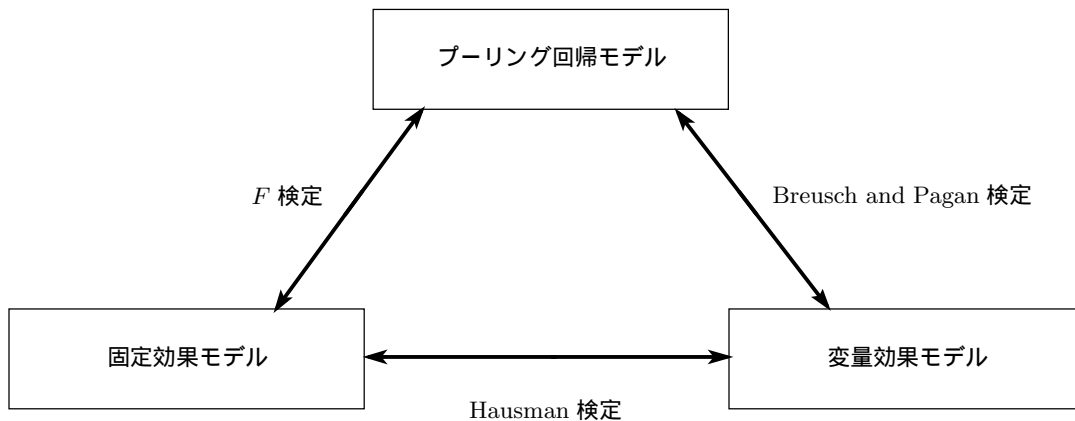 プーリング回帰モデル
F 検定
Breusch and Pagan 検定
固定効果モデル
変量効果モデル
Hausman 検定